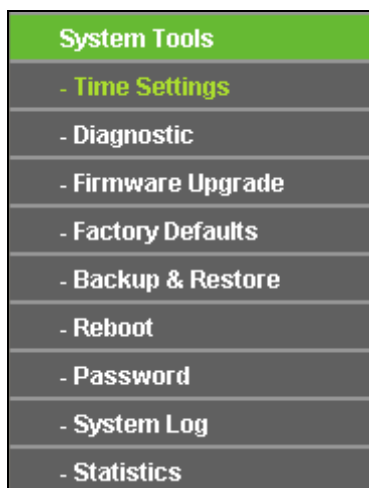 System Tools
- Time Settings
- Diagnostic
- Firmware Upgrade
- Factory Defaults
- Backup & Restore
- Reboot
- Password
- System Log
- Statistics